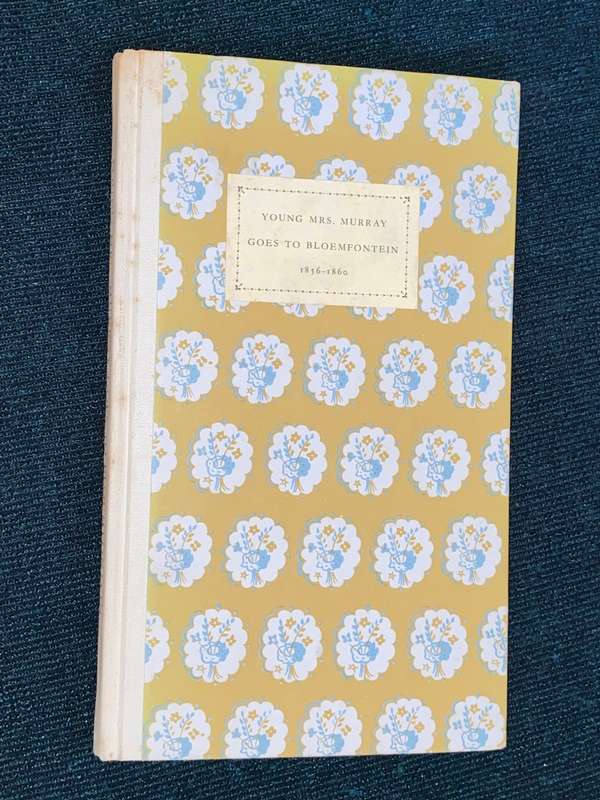 YOUNG MRS. MURRAY
GOES TO BLOEMFONTEIN
1856-1860